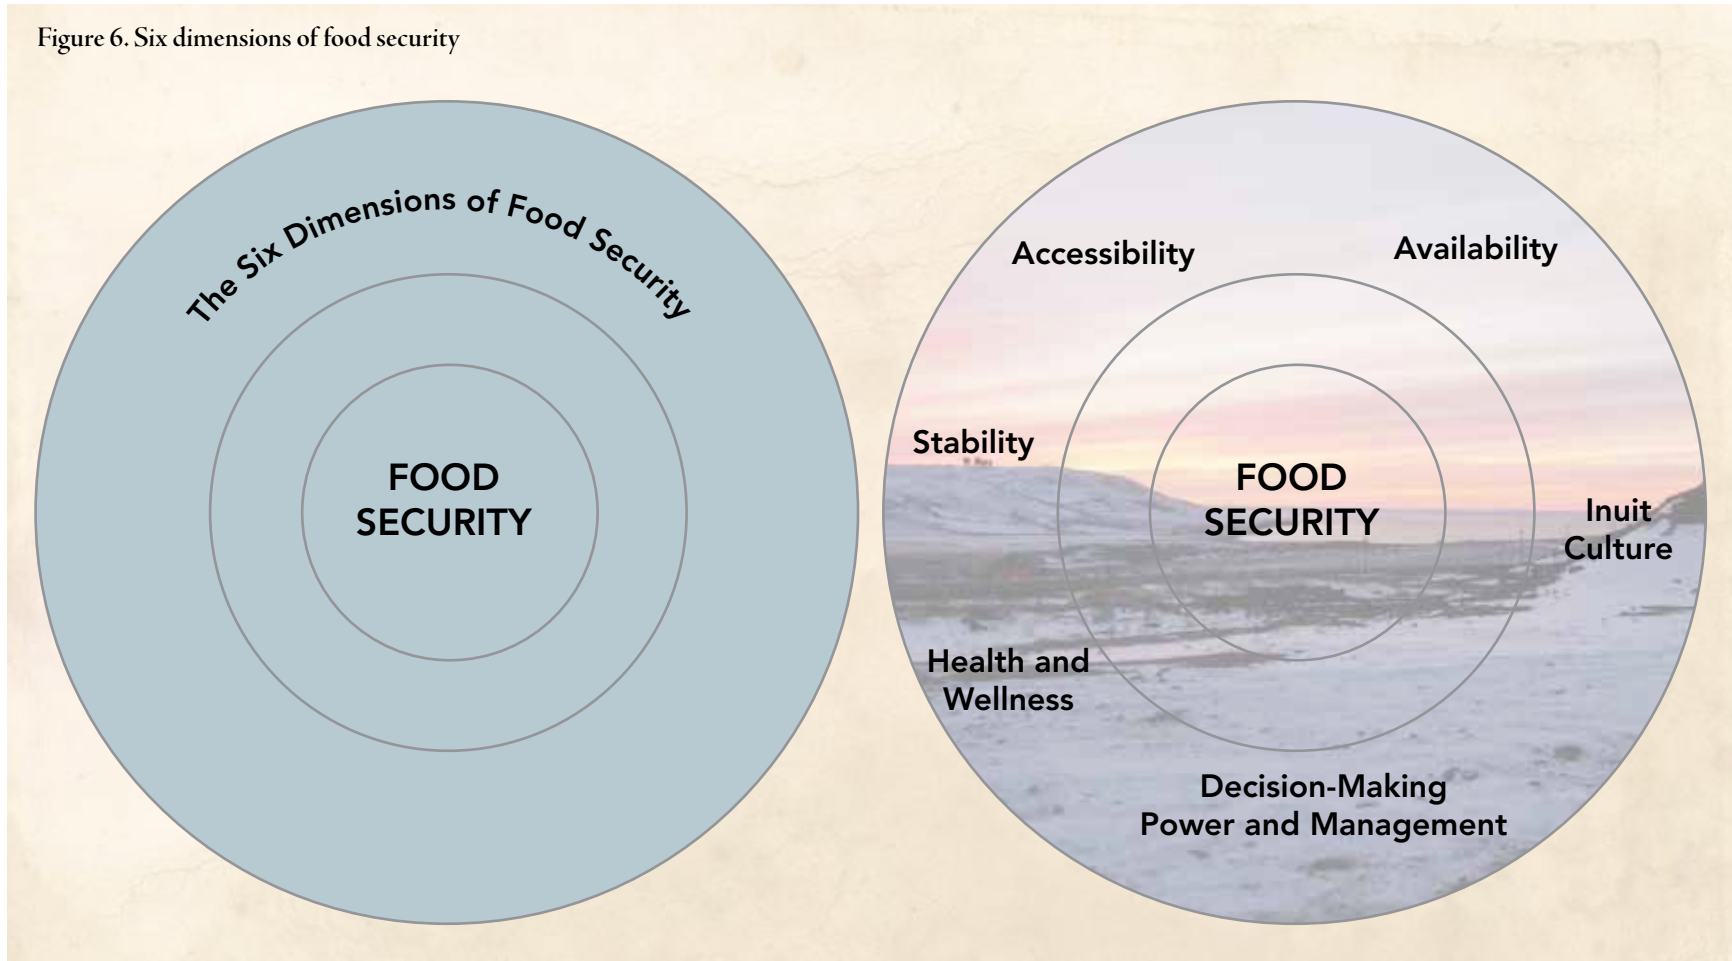 Figure 6. Six dimensions of food security
The Six Dimensions of Food Security
FOOD
SECURITY
Accessibility
Availability
Stability
FOOD
SECURITY
Inuit
Culture
Health and
Wellness
Decision-Making
Power and Management